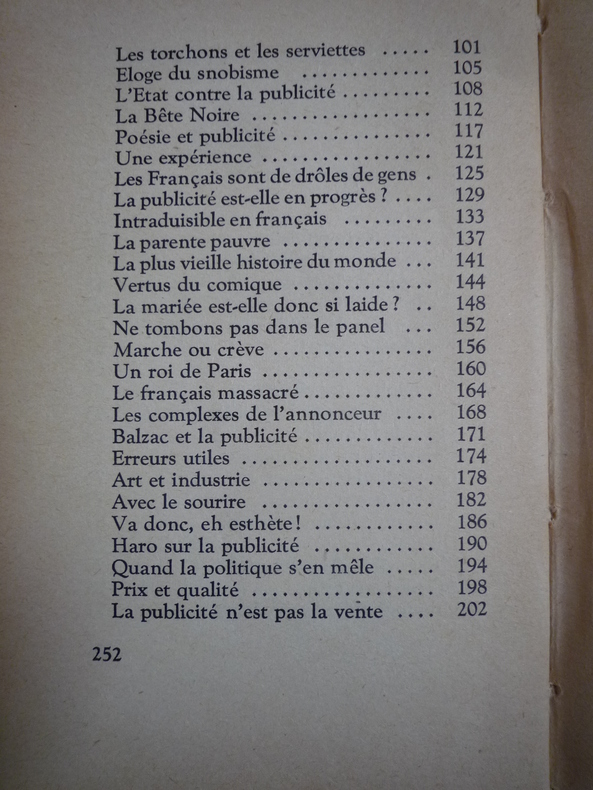 Les torchons et les serviettes ..... 101
Eloge du snobisme ............. 105
L'Etat contre la publicité ......... 108
La Bête Noire .................. 112
Poésie et publicité ............... 117
Une expérience ................. 121
Les Français sont de drôles de gens . 125
La publicité est-elle en progrès ? .... 129
Intraduisible en français ......... 133
La parente pauvre ............... 137
La plus vieille histoire du monde ... 141
Vertus du comique ............... 144
La mariée est-elle donc si laide ? .. 148
Ne tombons pas dans le panel ... 152
Marche ou crève ................ 156
Un roi de Paris ................. 160
Le français massacré ............. 164
Les complexes de l'annonceur .... 168
Balzac et la publicité ............. 171
Erreurs utiles ................... 174
Art et industrie ................. 178
Avec le sourire .................. 182
Va donc, eh esthète ! ............ 186
Haro sur la publicité ............ 190
Quand la politique s'en mêle ..... 194
Prix et qualité .................. 198
La publicité n'est pas la vente .... 202
252